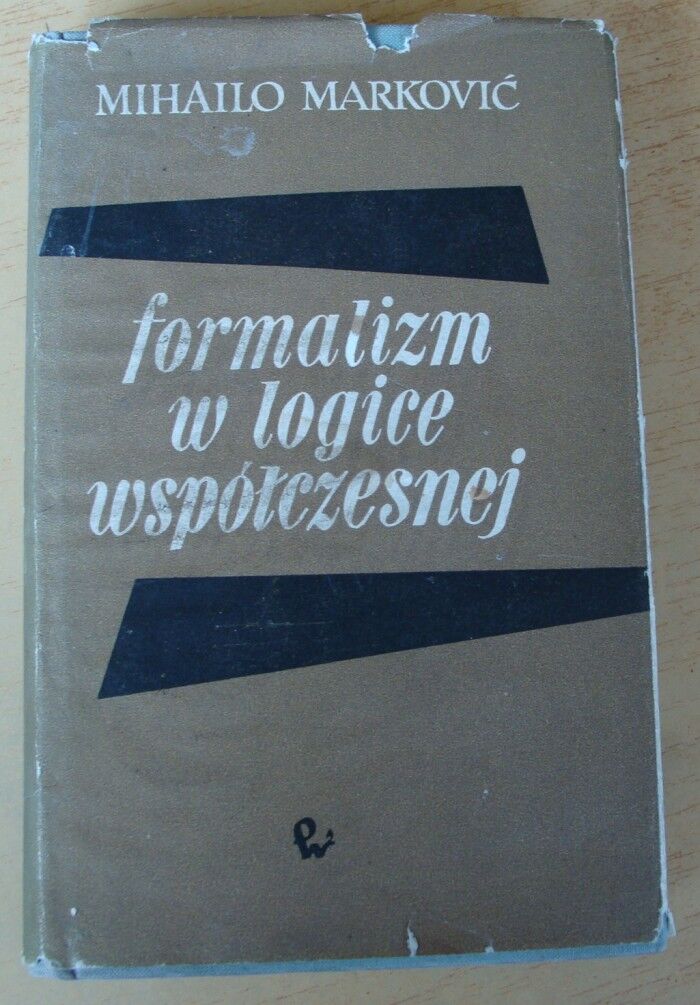 MIHAILO MARKOVIĆ
formalizm
w logice
współczesnej